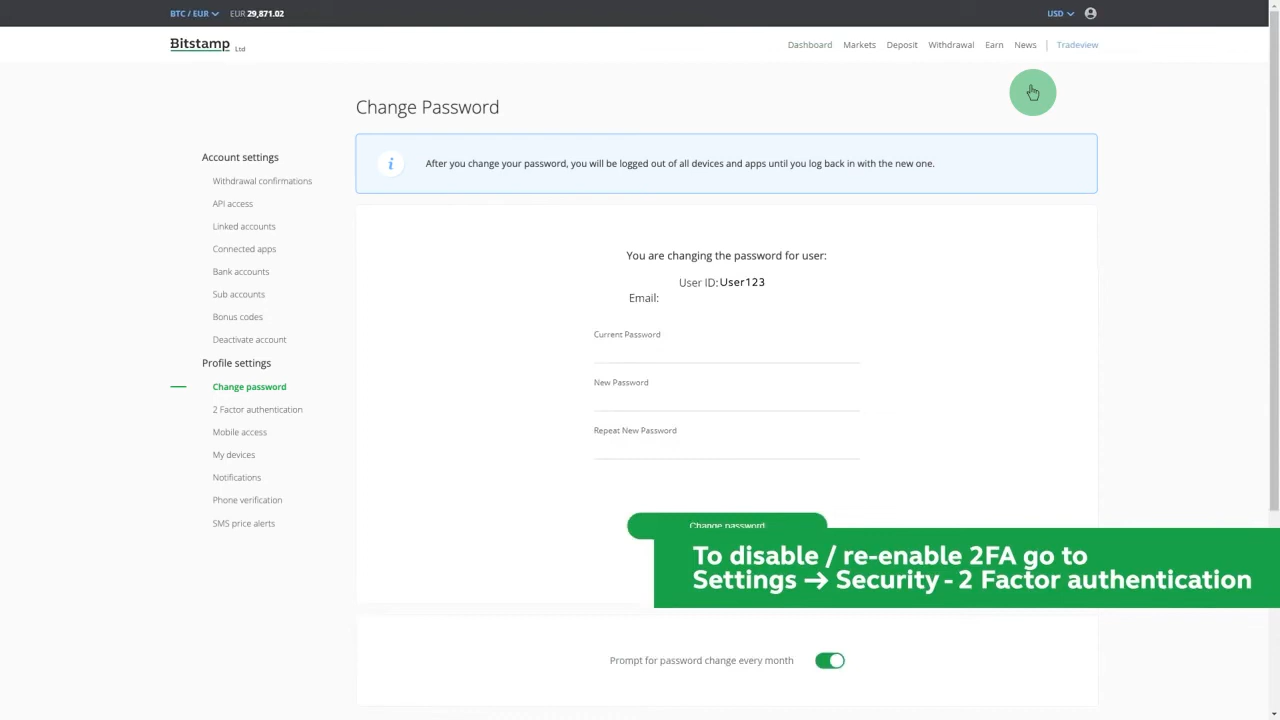 BTC / EUR EUR 29,871.02 USD
Bitstamp Ltd Dashboard Markets Deposit Withdrawal Earn News | Tradeview
Change Password
i After you change your password, you will be logged out of all devices and apps until you log back in with the new one.
Account settings
Withdrawal confirmations
API access
Linked accounts
Connected apps
Bank accounts
Sub accounts
Bonus codes
Deactivate account
Profile settings
Change password
2 Factor authentication
Mobile access
My devices
Notifications
Phone verification
SMS price alerts
You are changing the password for user:
User ID: User123
Email:
Current Password
New Password
Repeat New Password
Change password
To disable / re-enable 2FA go to
Settings → Security - 2 Factor authentication
Prompt for password change every month